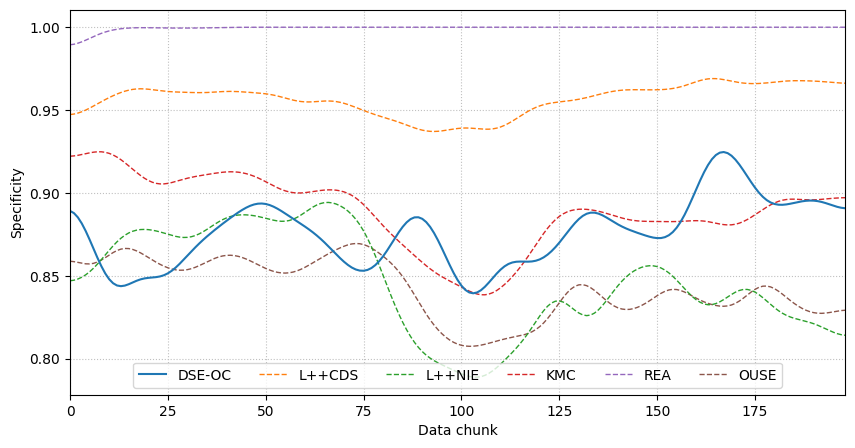 1.00
0.95
0.90
0.85
0.80
Specificity
DSE-OC L++CDS L++NIE KMC REA OUSE
0 25 50 75 100 125 150 175
Data chunk